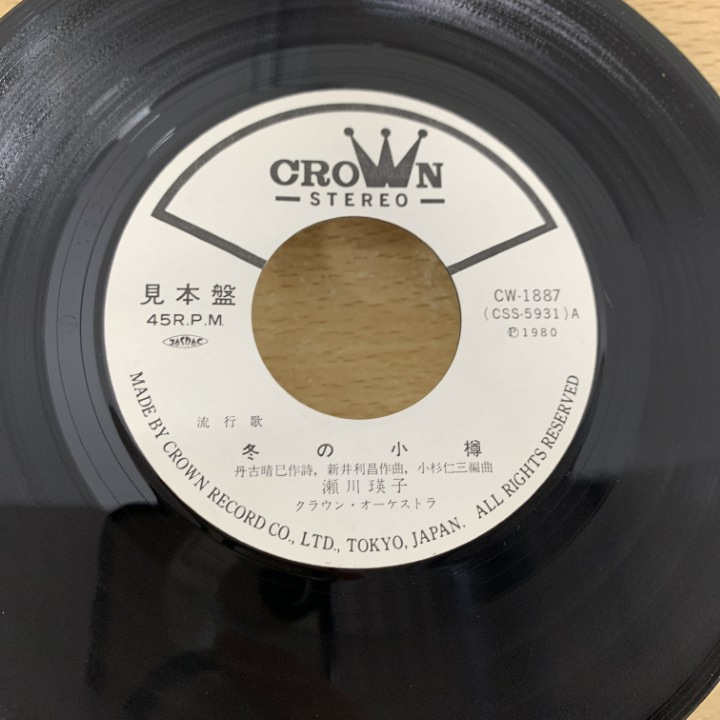 CROWN
STEREO
見本盤
45R.P.M.
JASRAC
CW-1887
(CSS-5931)A
Ⓟ1980
流行歌
冬の小樽
丹古晴巳作詩,新井利昌作曲,小杉仁三編曲
瀬川瑛子
クラウン・オーケストラ
MADE BY CROWN RECORD CO., LTD., TOKYO, JAPAN. ALL RIGHTS RESERVED